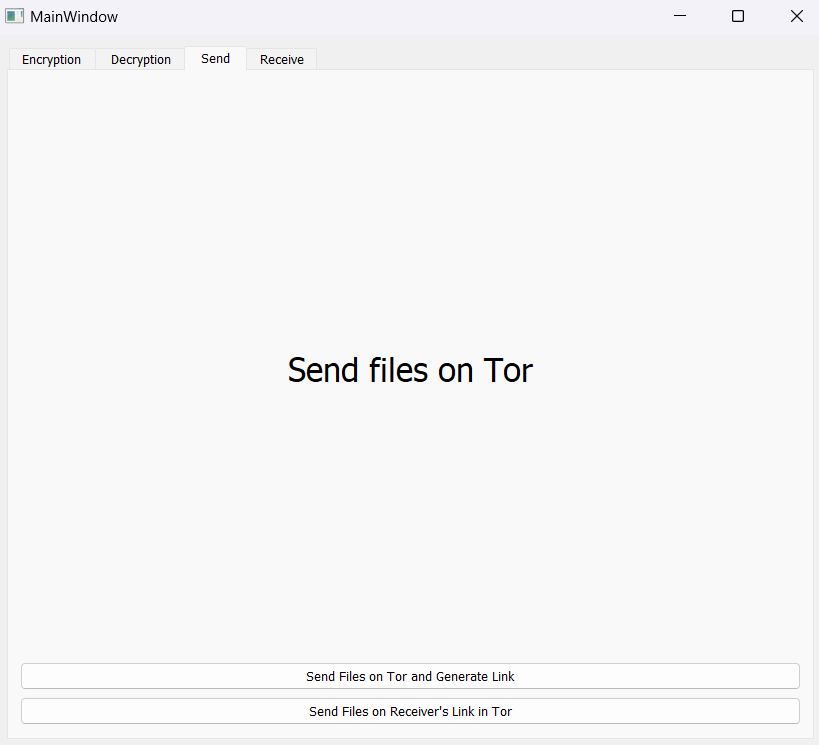 MainWindow
Encryption Decryption Send Receive
Send files on Tor
Send Files on Tor and Generate Link
Send Files on Receiver's Link in Tor